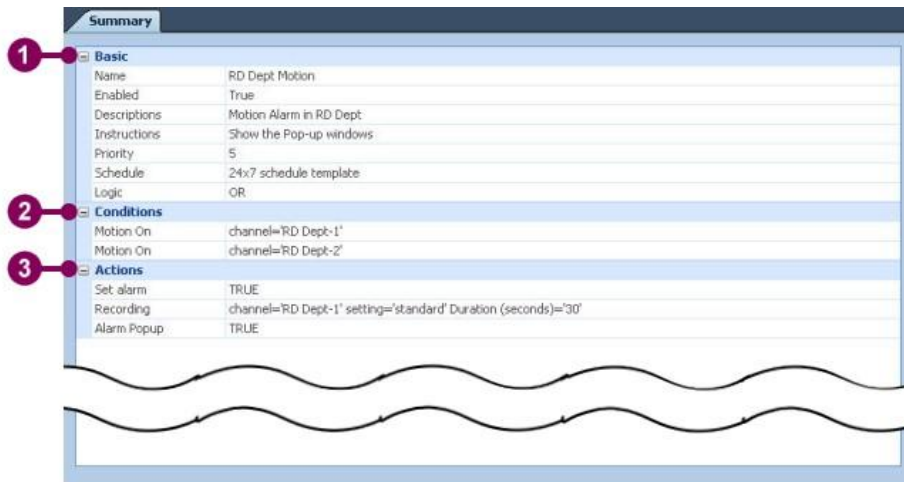 Summary
1 Basic
Name RD Dept Motion
Enabled True
Descriptions Motion Alarm in RD Dept
Instructions Show the Pop-up windows
Priority 5
Schedule 24x7 schedule template
Logic OR
2 Conditions
Motion On channel='RD Dept-1'
Motion On channel='RD Dept-2'
3 Actions
Set alarm TRUE
Recording channel='RD Dept-1' setting='standard' Duration (seconds)='30'
Alarm Popup TRUE